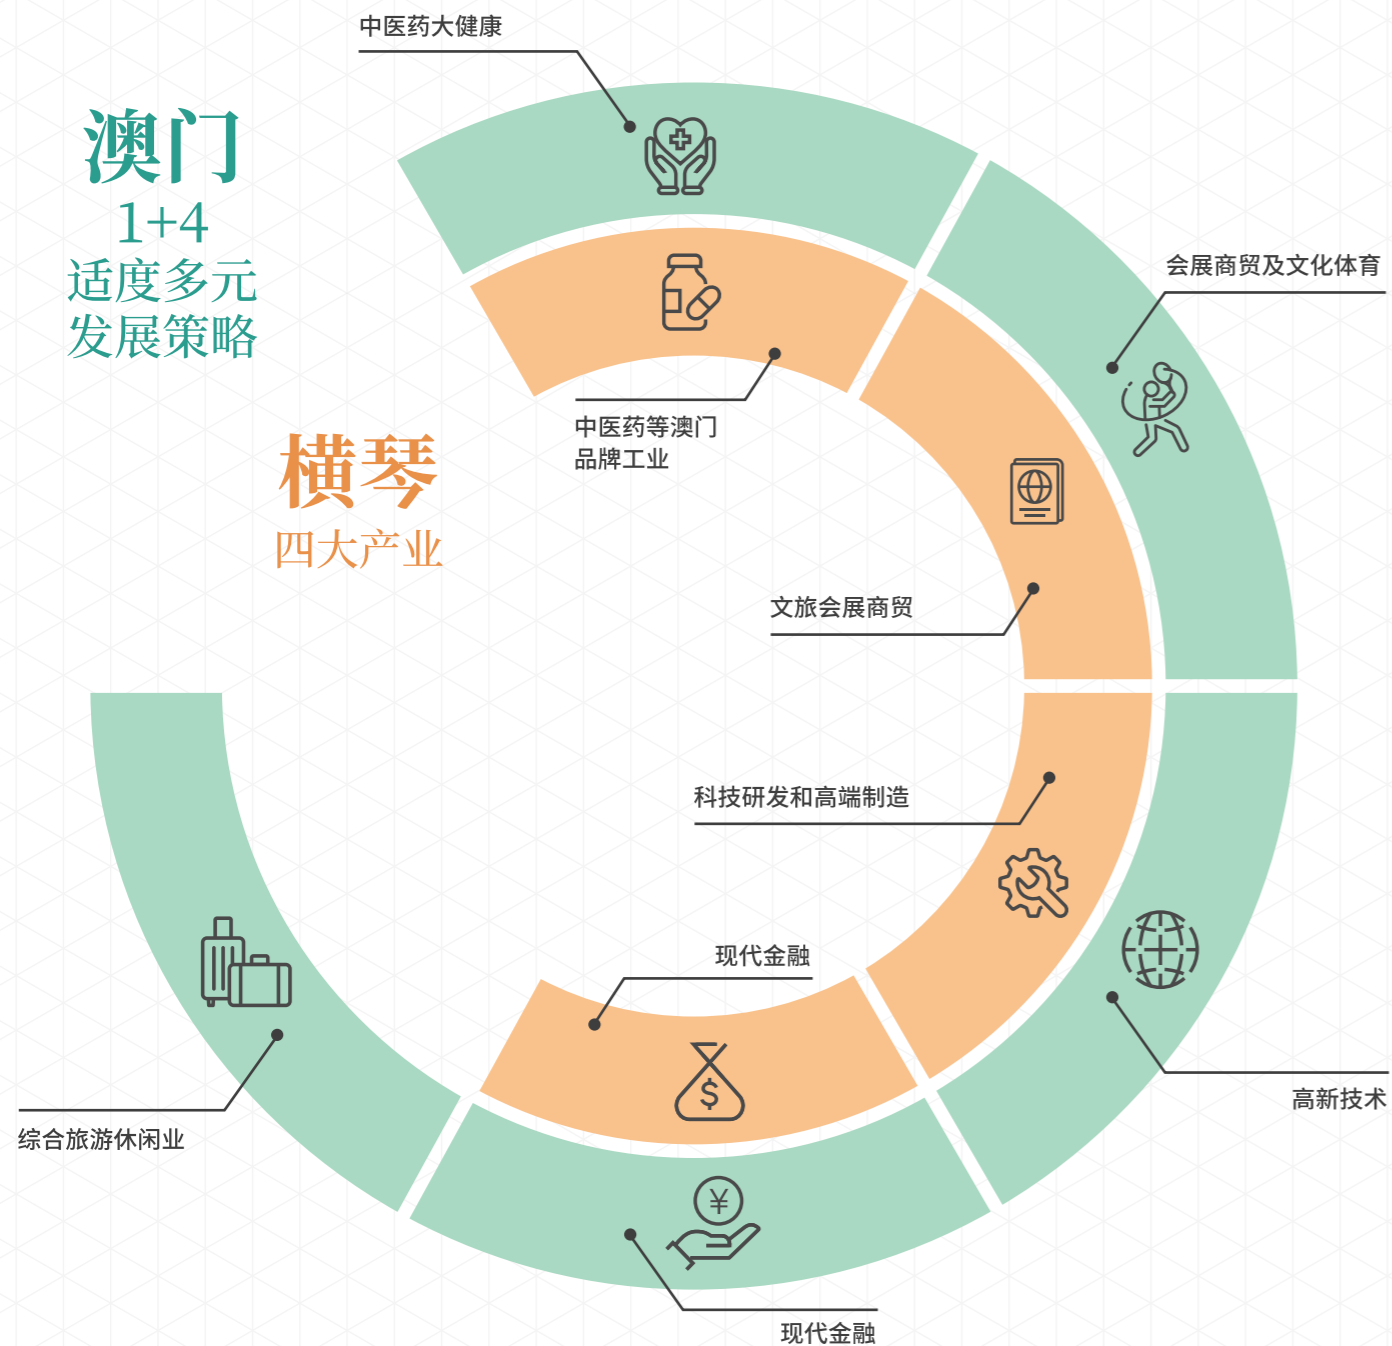 中医药大健康
澳门
1+4
适度多元
发展策略
会展商贸及文化体育
中医药等澳门
品牌工业
横琴
四大产业
文旅会展商贸
科技研发和高端制造
现代金融
高新技术
综合旅游休闲业
$
¥
现代金融